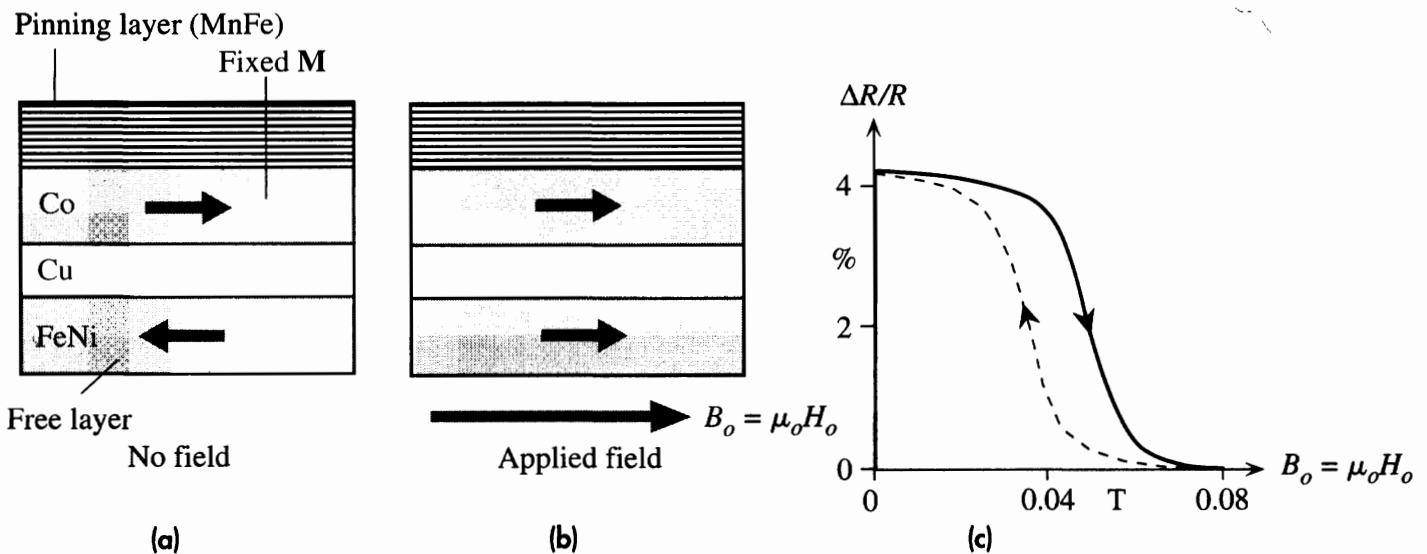 Pinning layer (MnFe)
Fixed M
Co
Cu
FeNi
Free layer
No field
(a)
B_o = μ_oH_o
Applied field
(b)
ΔR/R
4
%
2
0
0
0.04
T
0.08
B_o = μ_oH_o
(c)